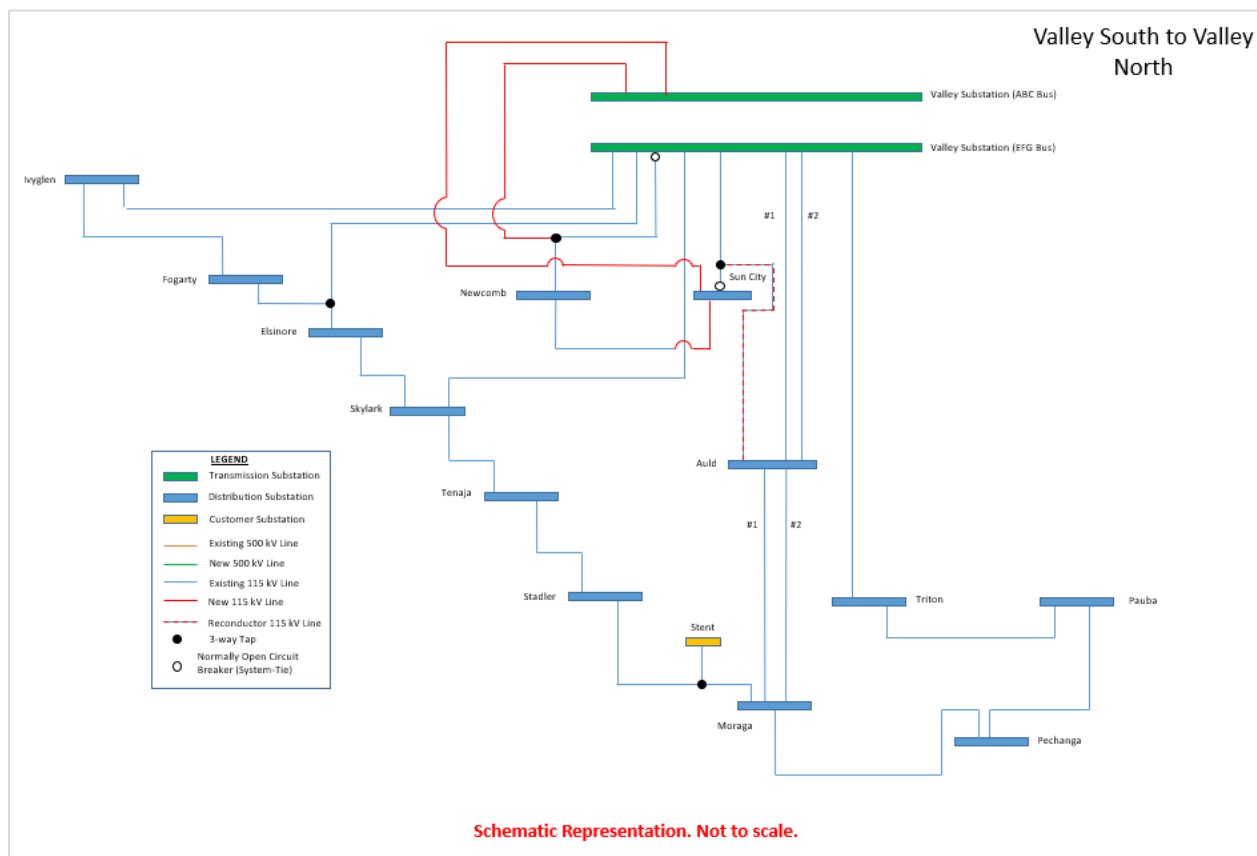 Valley South to Valley
North
Valley Substation (ABC Bus)
Valley Substation (EFG Bus)
Ivyglen
#1
#2
Fogarty
Newcomb
Sun City
Elsinore
Skylark
LEGEND
Transmission Substation
Distribution Substation
Customer Substation
Existing 500 kV Line
New 500 kV Line
Existing 115 kV Line
New 115 kV Line
Reconductor 115 kV Line
3-way Tap
Normally Open Circuit
Breaker (System-Tie)
Auld
Tenaja
#1
#2
Stadler
Triton
Pauba
Stent
Moraga
Pechanga
Schematic Representation. Not to scale.